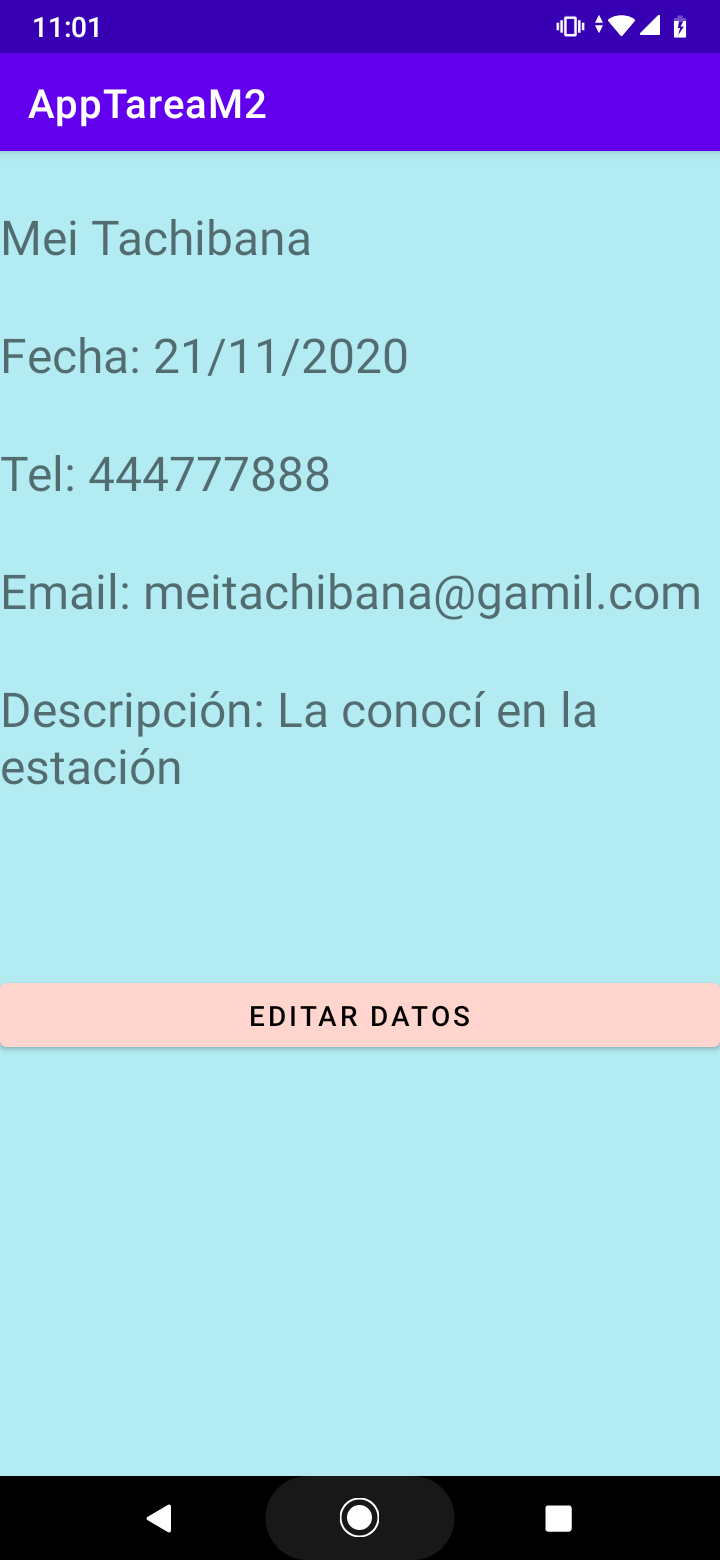 11:01
AppTareaM2
Mei Tachibana
Fecha: 21/11/2020
Tel: 444777888
Email: meitachibana@gamil.com
Descripción: La conocí en la
estación
EDITAR DATOS